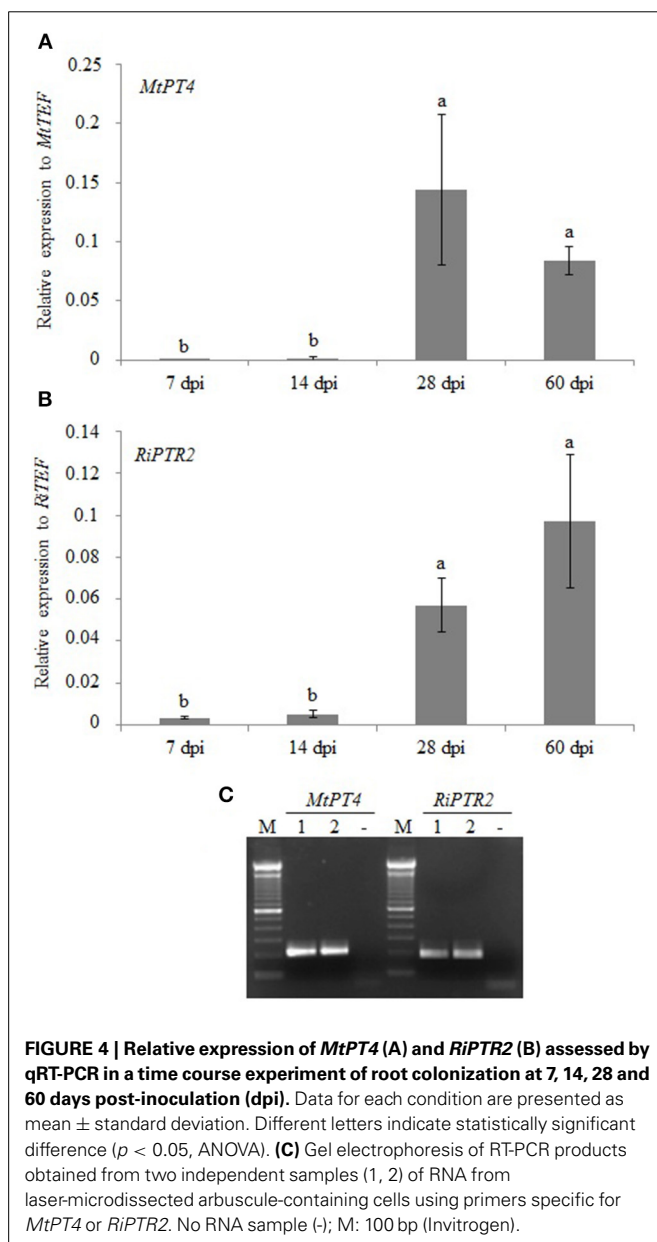 A
0.25
MtPT4
a
0.2
0.15
a
0.1
0.05
b
b
0
Relative expression to MtTEF
7 dpi 14 dpi 28 dpi 60 dpi
B
0.14
RiPTR2
a
0.12
0.1
0.08
a
0.06
0.04
0.02
b
b
0
Relative expression to RiTEF
7 dpi 14 dpi 28 dpi 60 dpi
C
MtPT4 RiPTR2
M 1 2 - M 1 2 -
FIGURE 4 | Relative expression of MtPT4 (A) and RiPTR2 (B) assessed by
qRT-PCR in a time course experiment of root colonization at 7, 14, 28 and
60 days post-inoculation (dpi). Data for each condition are presented as
mean ± standard deviation. Different letters indicate statistically significant
difference (p < 0.05, ANOVA). (C) Gel electrophoresis of RT-PCR products
obtained from two independent samples (1, 2) of RNA from
laser-microdissected arbuscule-containing cells using primers specific for
MtPT4 or RiPTR2. No RNA sample (-); M: 100 bp (Invitrogen).